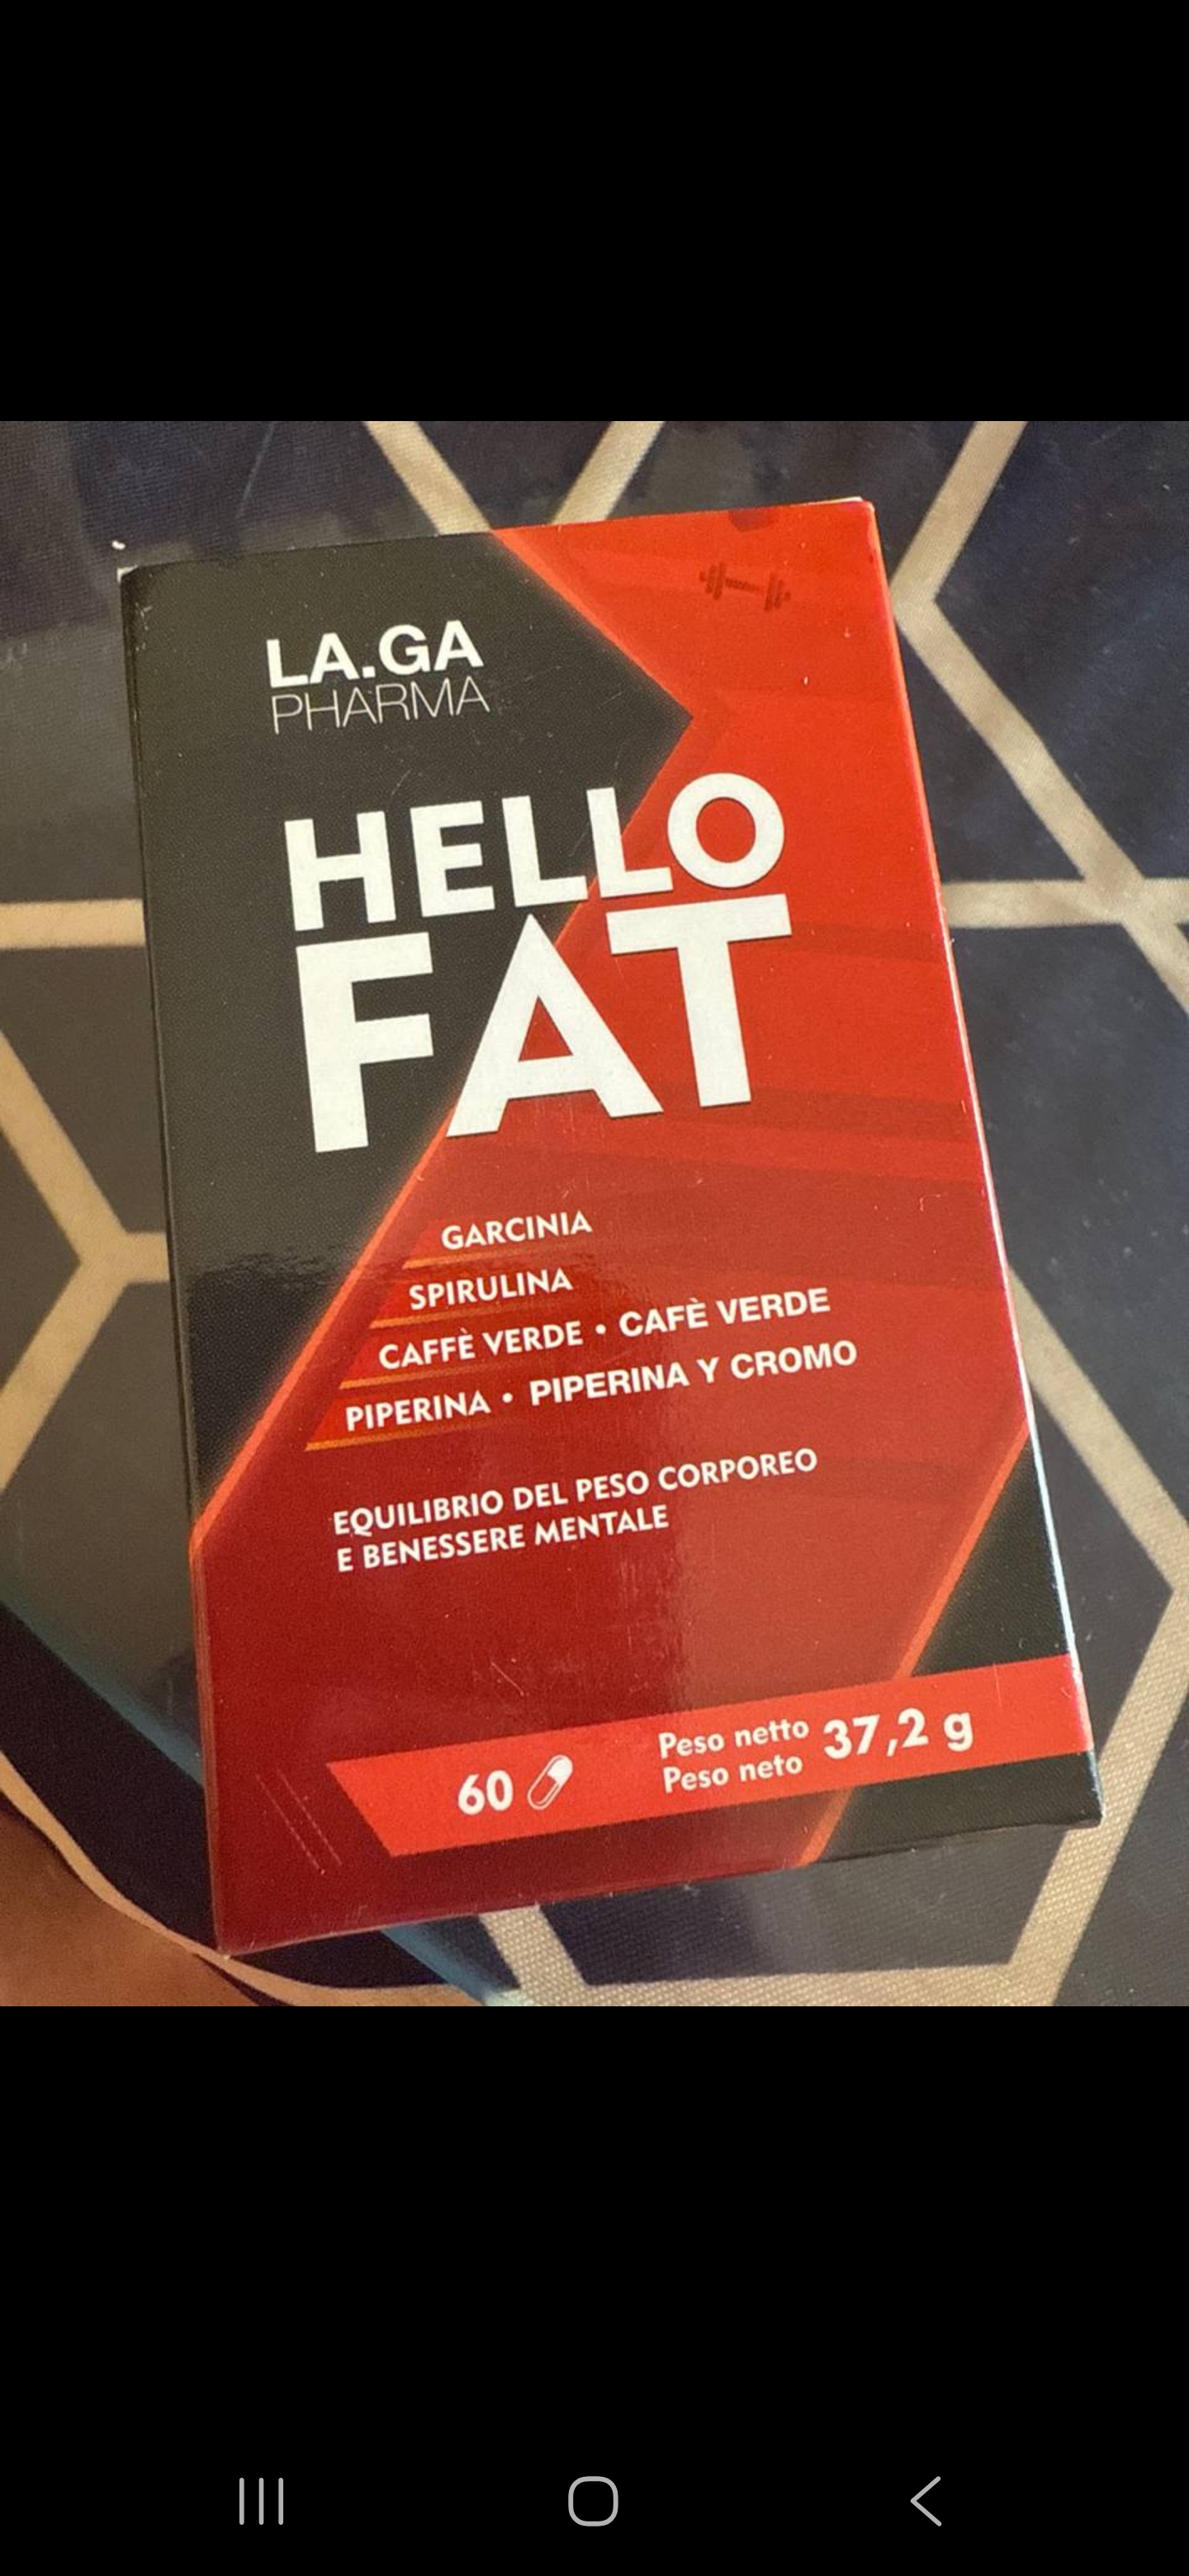 LA.GA
PHARMA
HELLO
FAT
GARCINIA
SPIRULINA
CAFFÈ VERDE • CAFÈ VERDE
PIPERINA • PIPERINA Y CROMO
EQUILIBRIO DEL PESO CORPOREO
E BENESSERE MENTALE
60
Peso netto 37,2 g
Peso neto